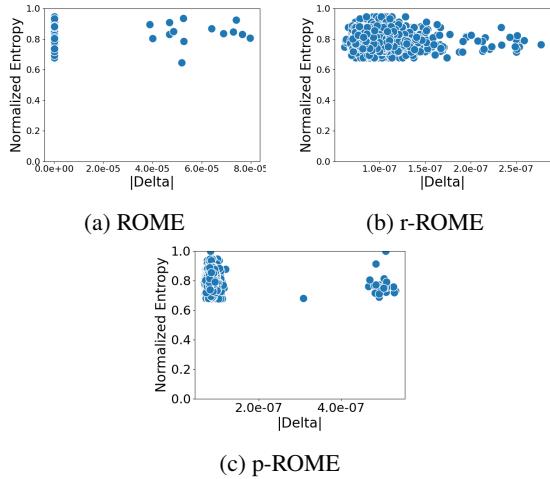 Normalized Entropy
1.0
0.8
0.6
0.4
0.2
0.0
0.0e+00 2.0e-05 4.0e-05 6.0e-05 8.0e-05
|Delta|
(a) ROME
Normalized Entropy
1.0
0.8
0.6
0.4
0.2
0.0
1.0e-07 1.5e-07 2.0e-07 2.5e-07
|Delta|
(b) r-ROME
Normalized Entropy
1.0
0.8
0.6
0.4
0.2
0.0
2.0e-07 4.0e-07
|Delta|
(c) p-ROME